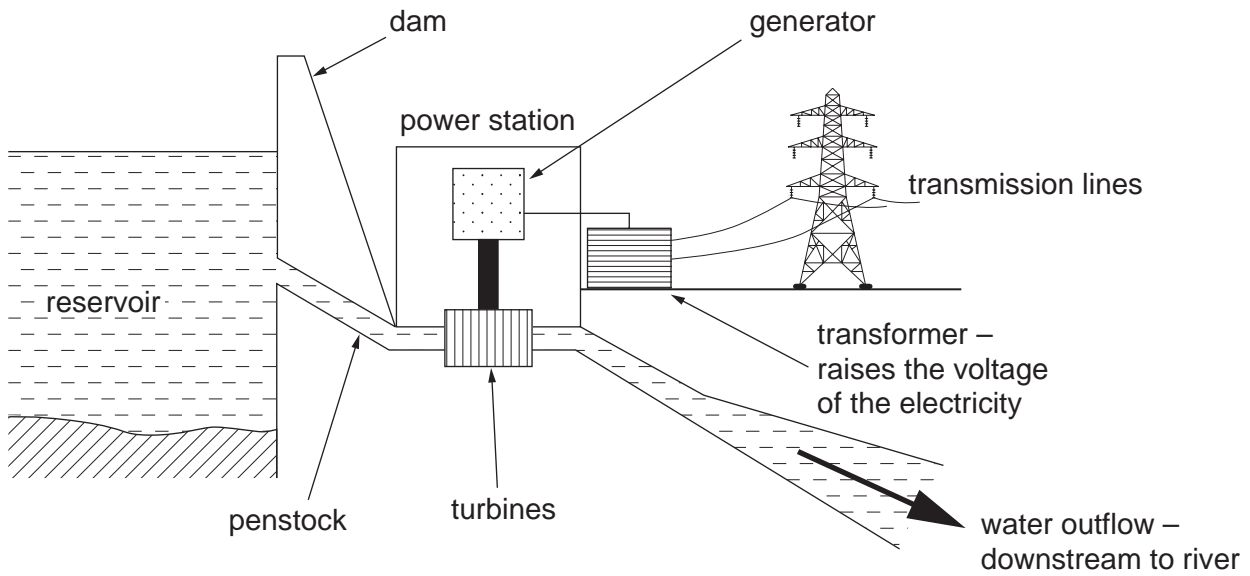 dam
generator
power station
transmission lines
reservoir
transformer –
raises the voltage
of the electricity
penstock
turbines
water outflow –
downstream to river